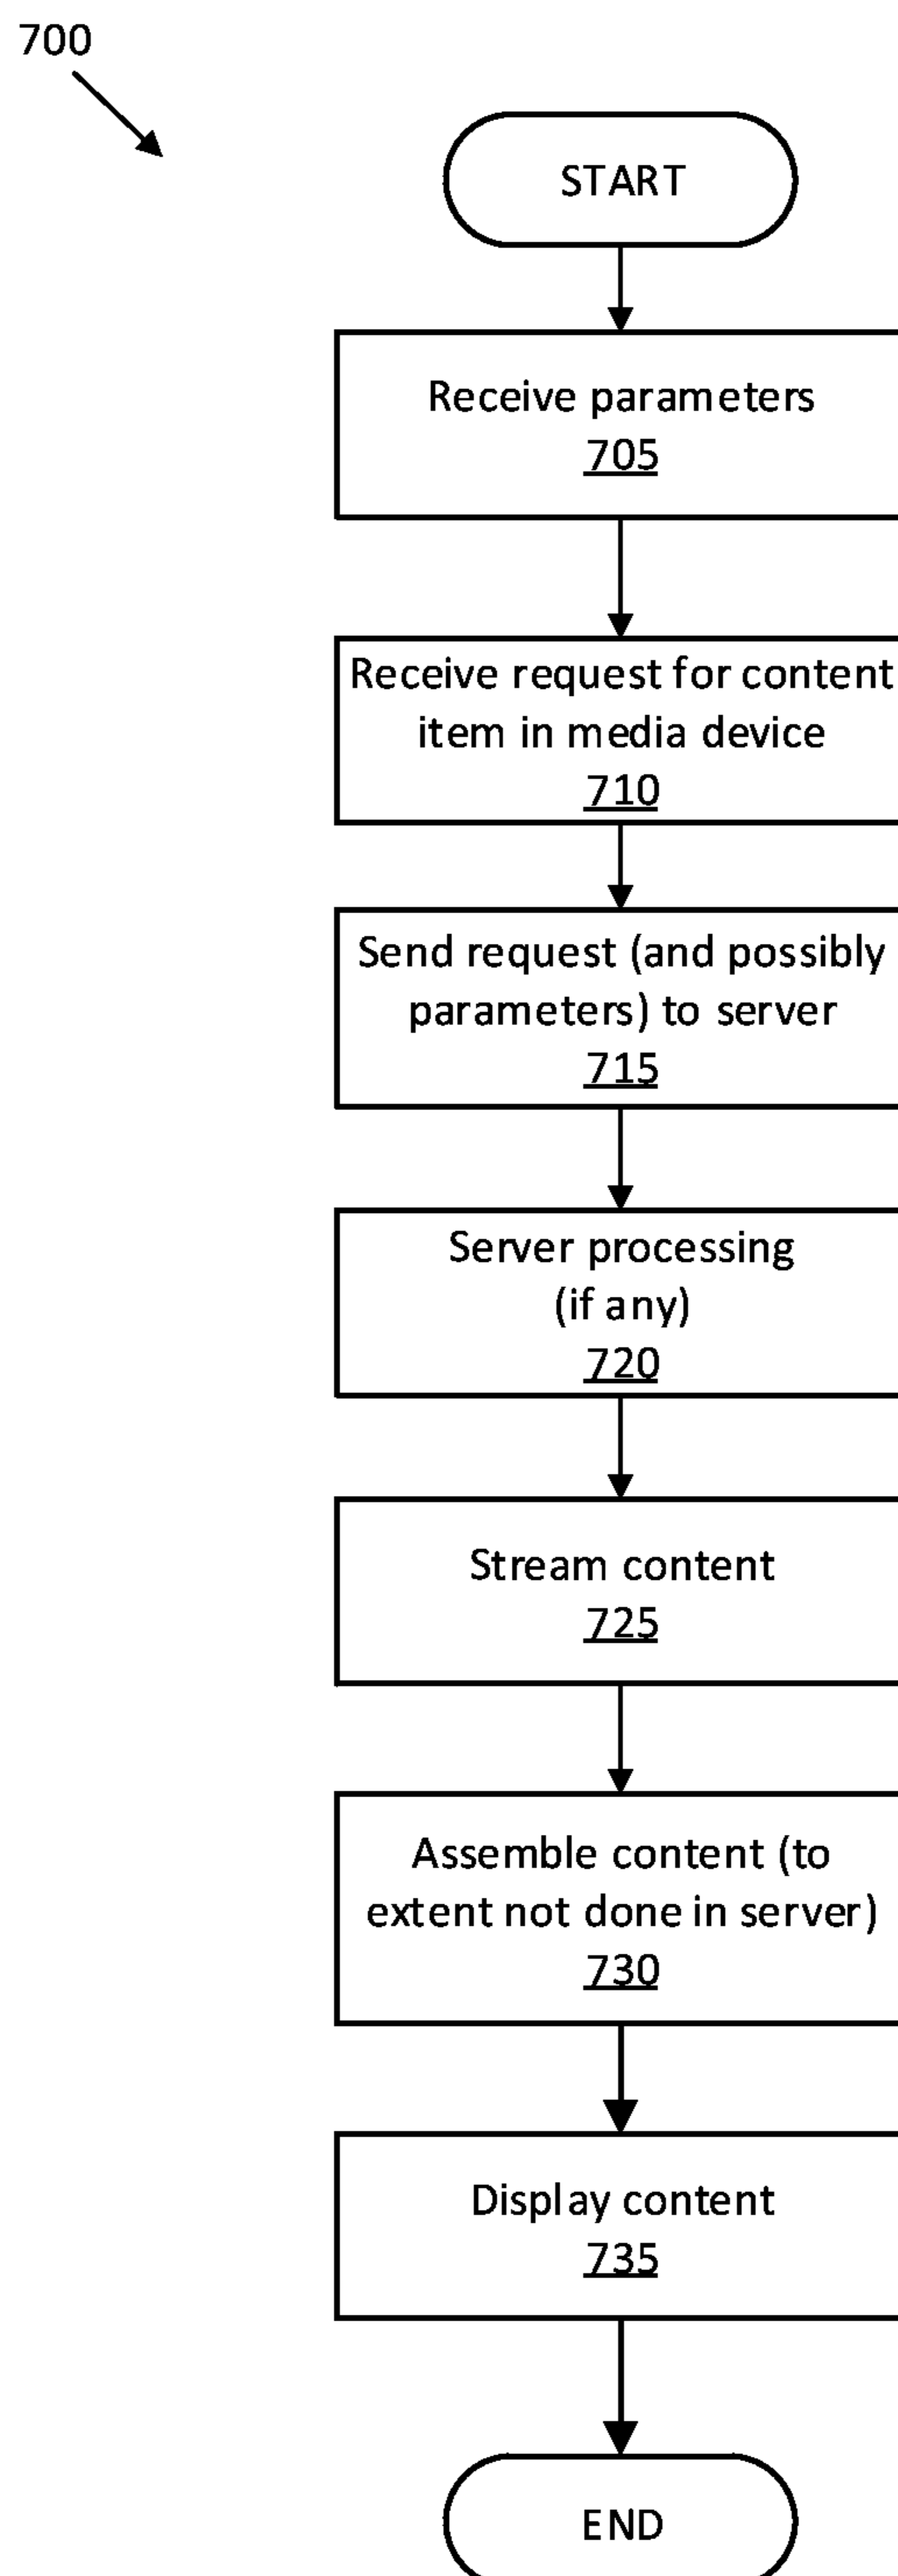 700
START
Receive parameters
705
Receive request for content
item in media device
710
Send request (and possibly
parameters) to server
715
Server processing
(if any)
720
Stream content
725
Assemble content (to
extent not done in server)
730
Display content
735
END